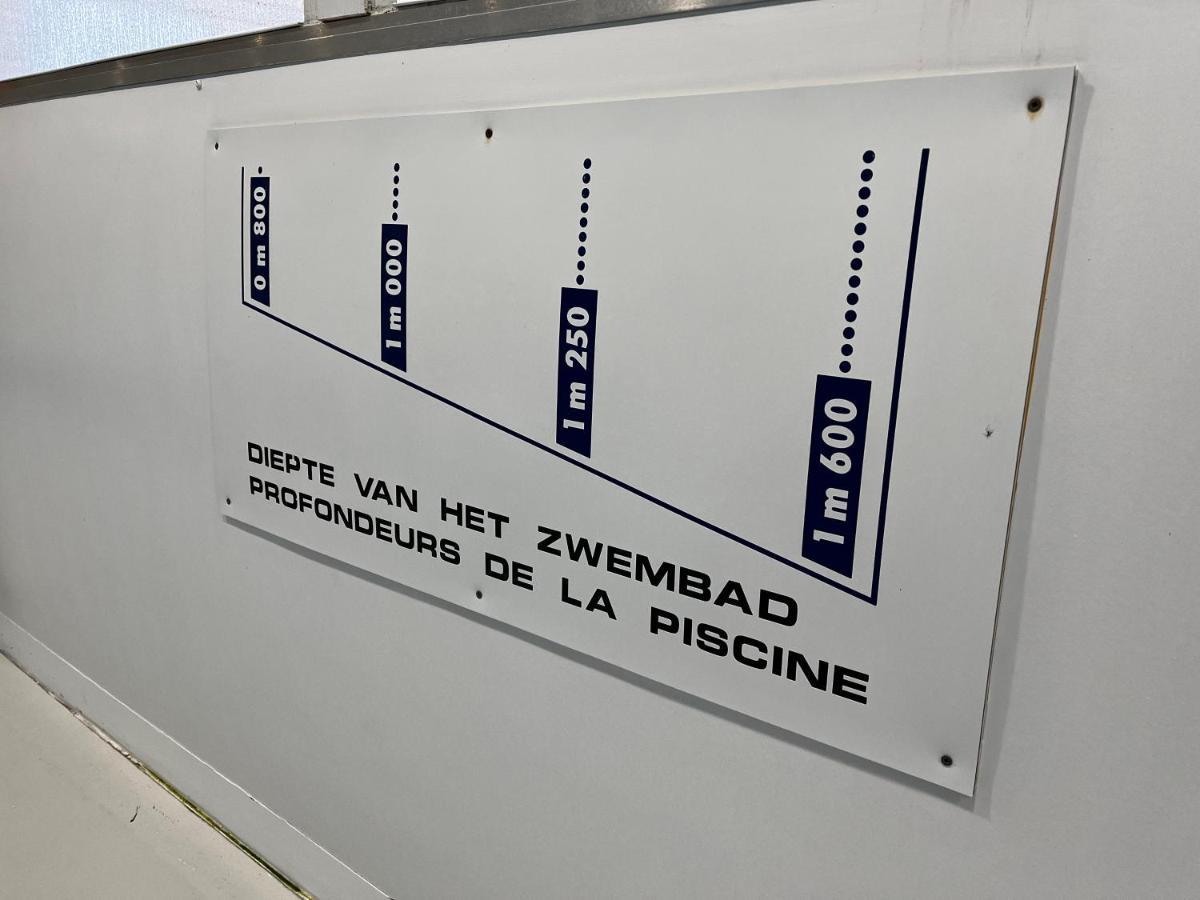 0 m 800
1 m 000
1 m 250
1 m 600
DIEPTE VAN HET ZWEMBAD
PROFONDEURS DE LA PISCINE